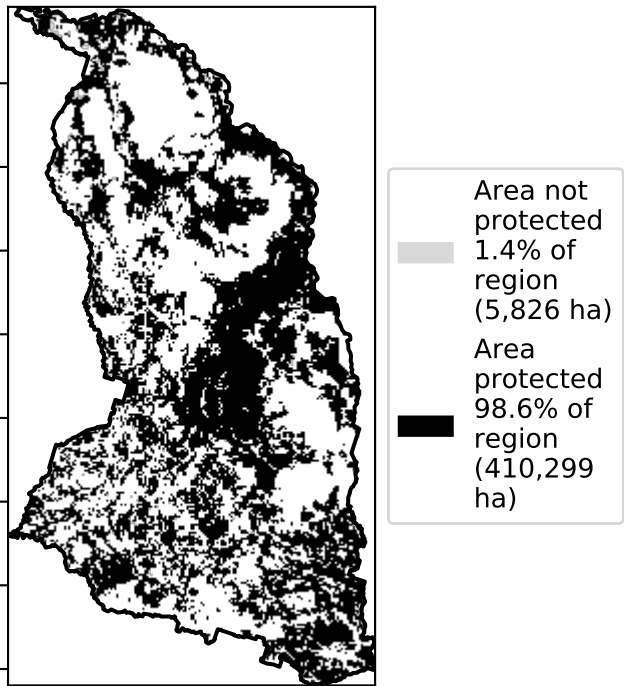 Area not
protected
1.4% of
region
(5,826 ha)
Area
protected
98.6% of
region
(410,299
ha)